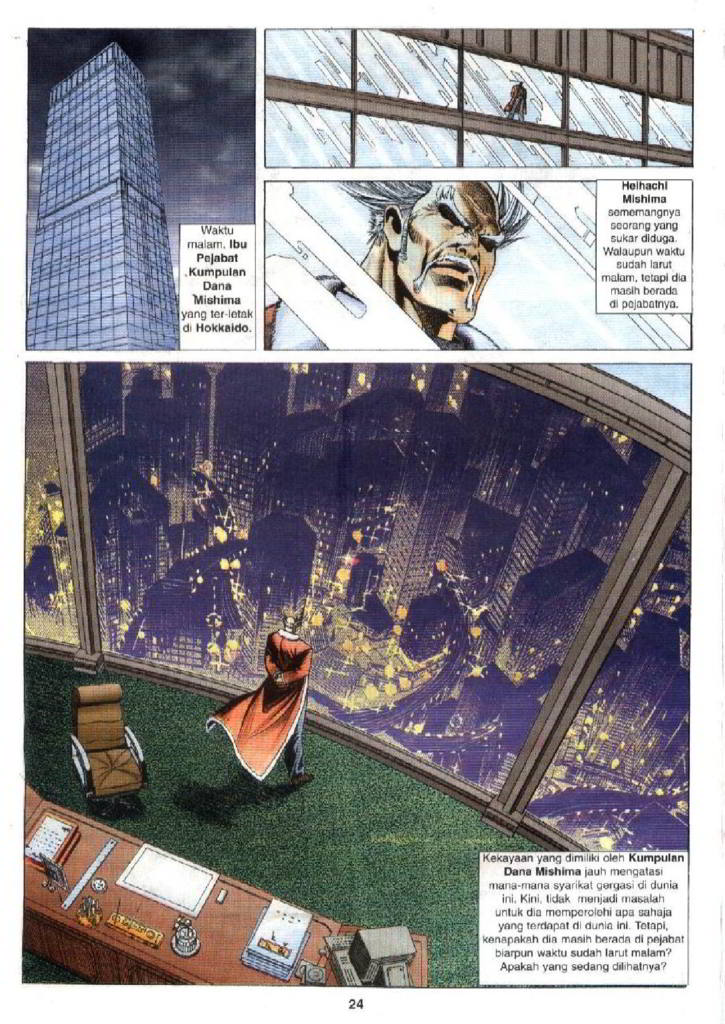 Waktu
malam, Ibu
Pejabat
Kumpulan
Dana
Mishima
yang ter-letak
di Hokkaido.
Heihachi
Mishima
sememangnya
seorang yang
sukar diduga.
Walaupun waktu
sudah larut
malam, tetapi dia
masih berada
di pejabatnya.
Kekayaan yang dimiliki oleh Kumpulan
Dana Mishima jauh mengatasi
mana-mana syarikat gergasi di dunia
ini. Kini, tidak menjadi masalah
untuk dia memperolehi apa sahaja
yang terdapat di dunia ini. Tetapi,
kenapakah dia masih berada di pejabat
biarpun waktu sudah larut malam?
Apakah yang sedang dilihatnya?
24